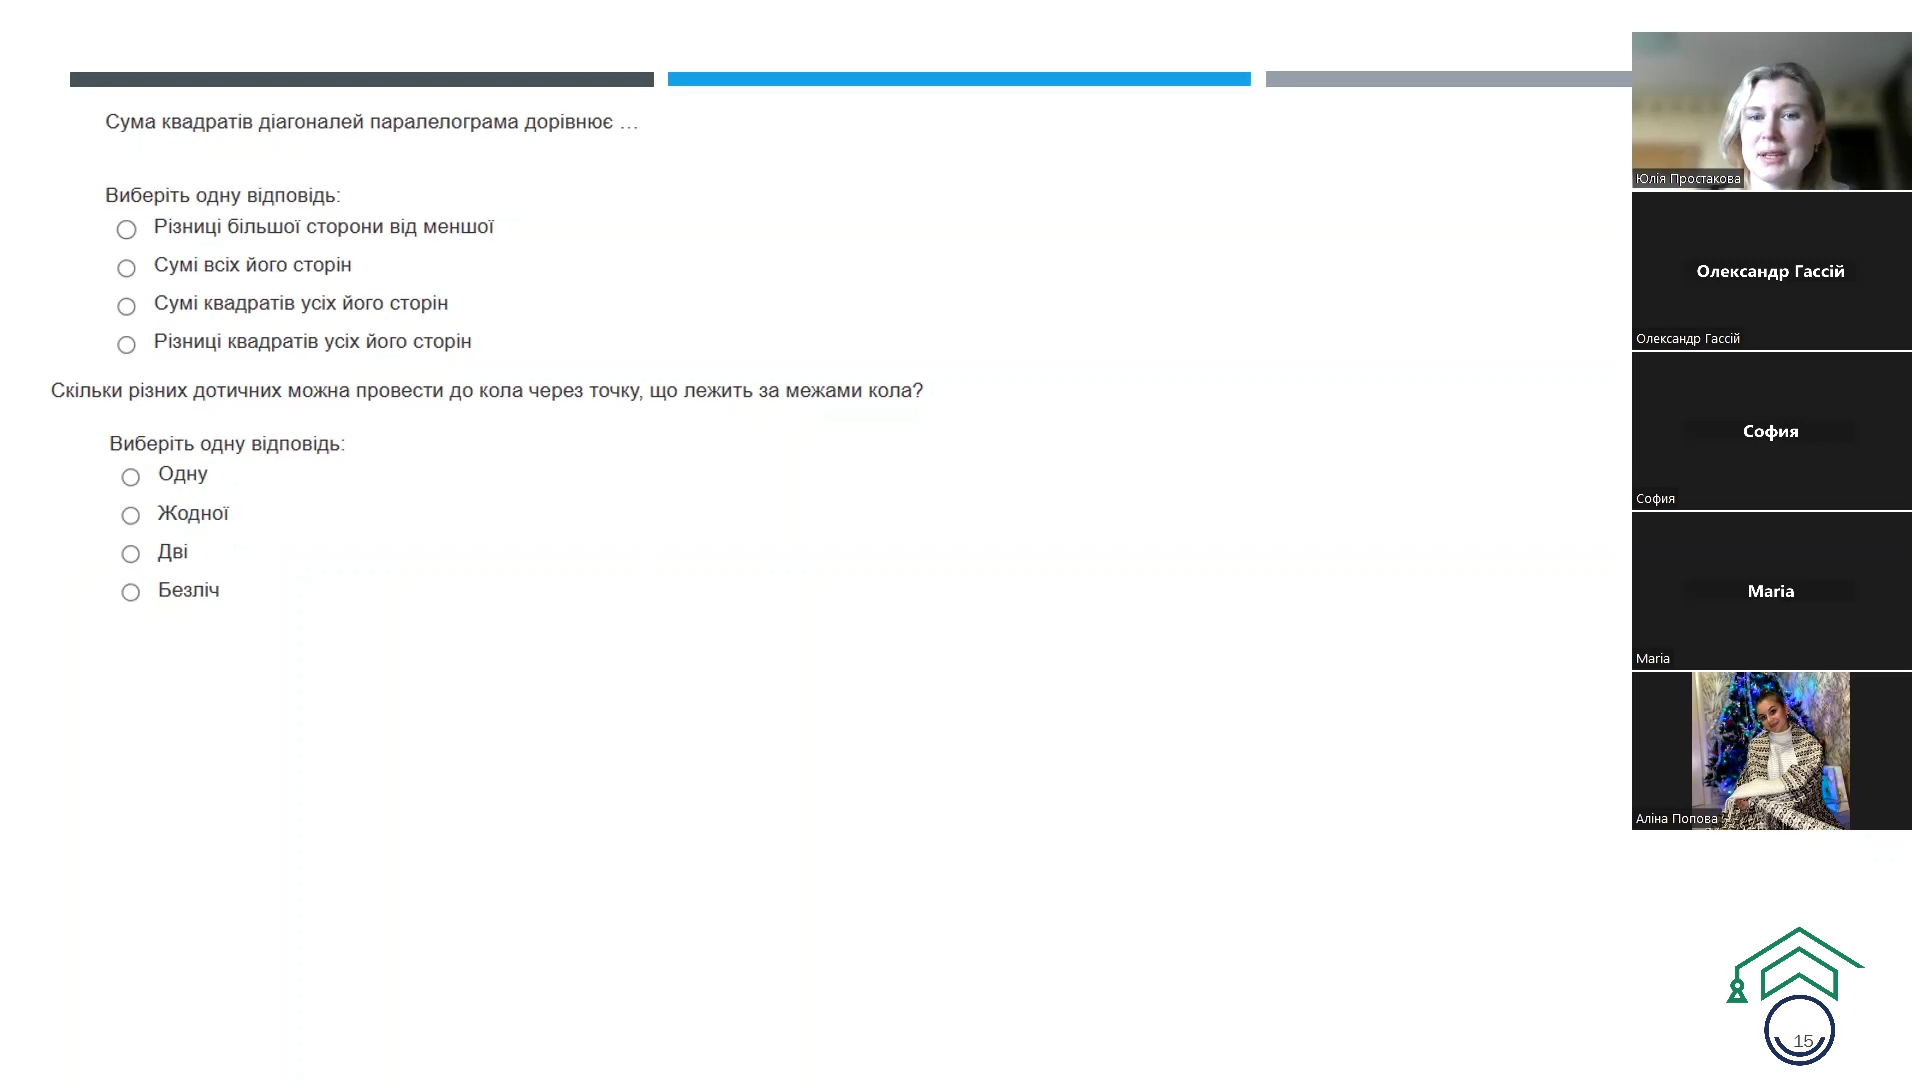 Сума квадратів діагоналей паралелограма дорівнює …
Виберіть одну відповідь:
Різниці більшої сторони від меншої
Сумі всіх його сторін
Сумі квадратів усіх його сторін
Різниці квадратів усіх його сторін
Скільки різних дотичних можна провести до кола через точку, що лежить за межами кола?
Виберіть одну відповідь:
Одну
Жодної
Дві
Безліч
Юлія Простакова
Олександр Гассій
Олександр Гассій
София
София
Maria
Maria
Аліна Попова
15